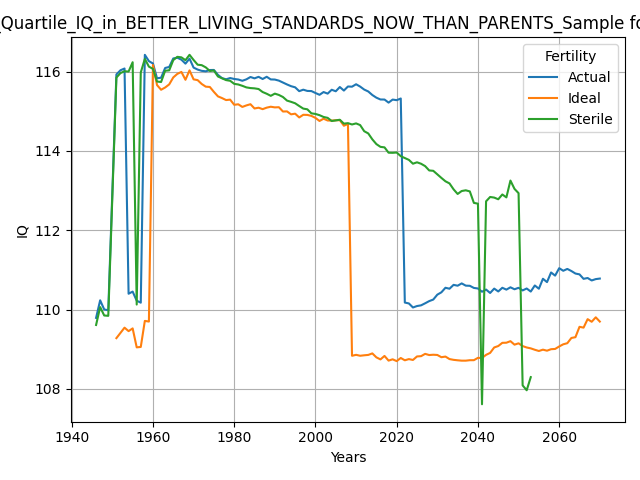 _Quartile_IQ_in_BETTER_LIVING_STANDARDS_NOW_THAN_PARENTS_Sample fo
Fertility
Actual
Ideal
Sterile
IQ
116
114
112
110
108
1940 1960 1980 2000 2020 2040 2060
Years